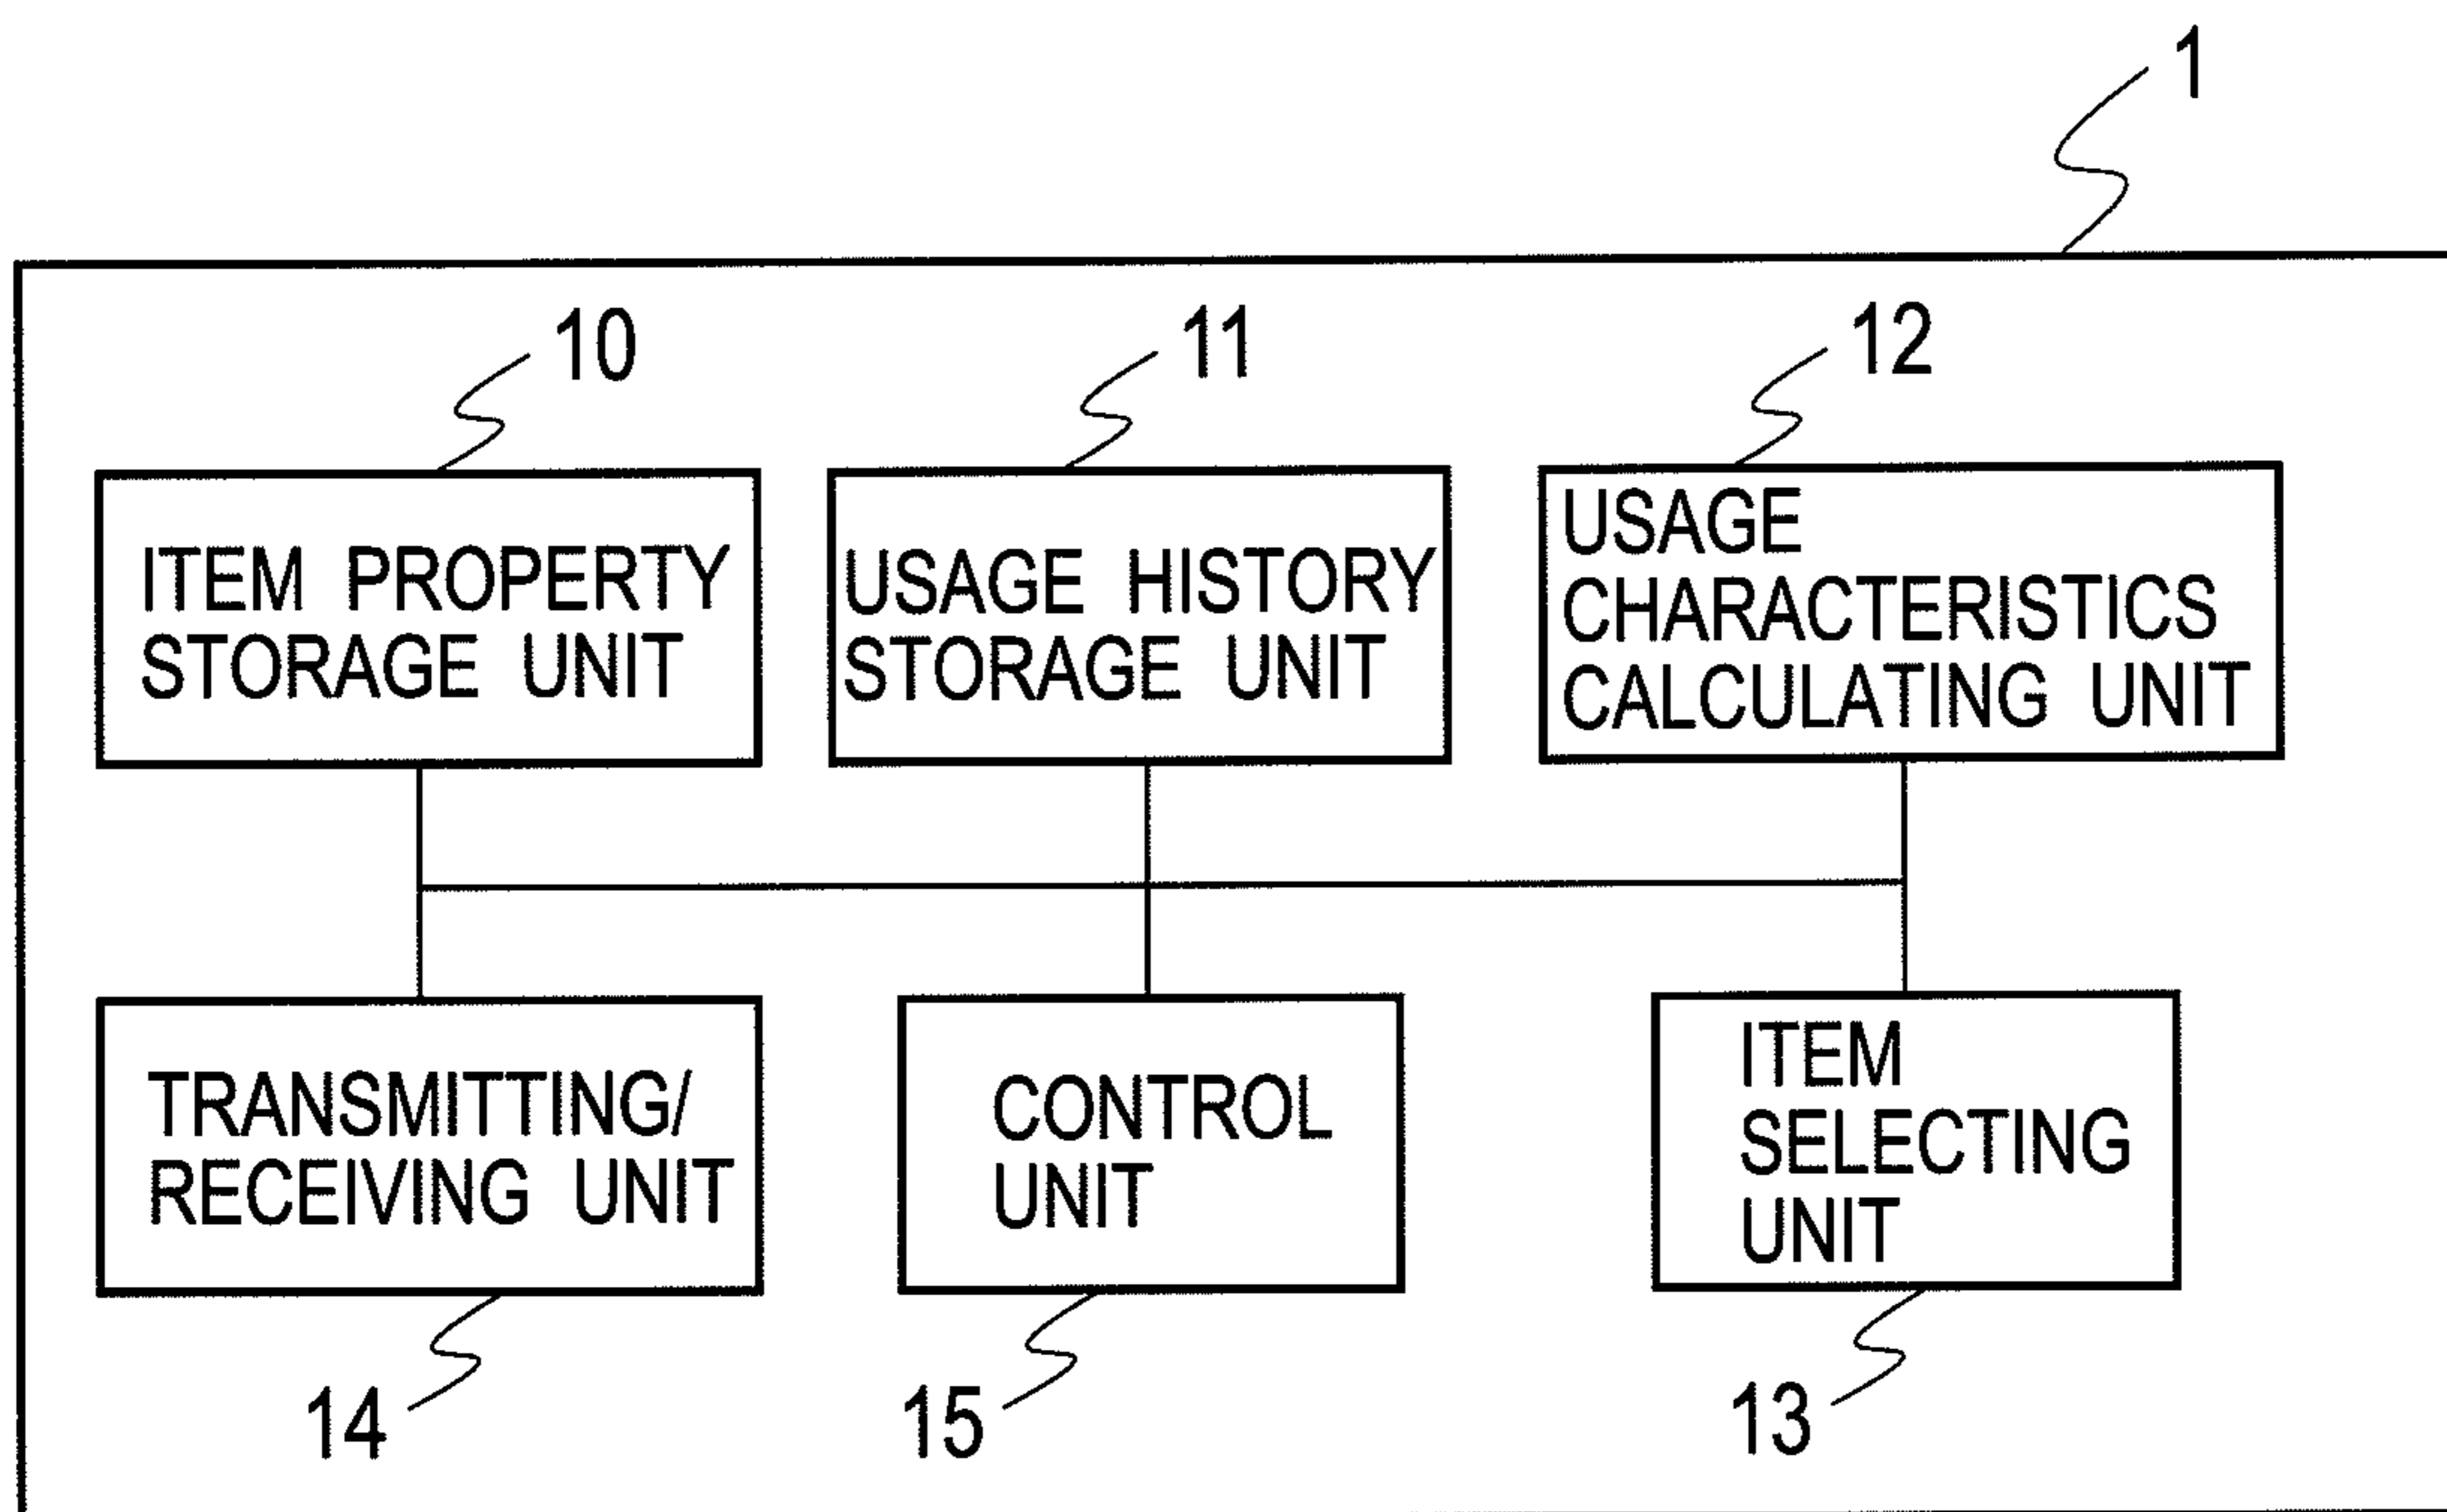 1
10
11
12
ITEM PROPERTY
STORAGE UNIT
USAGE HISTORY
STORAGE UNIT
USAGE
CHARACTERISTICS
CALCULATING UNIT
TRANSMITTING/
RECEIVING UNIT
CONTROL
UNIT
ITEM
SELECTING
UNIT
14
15
13